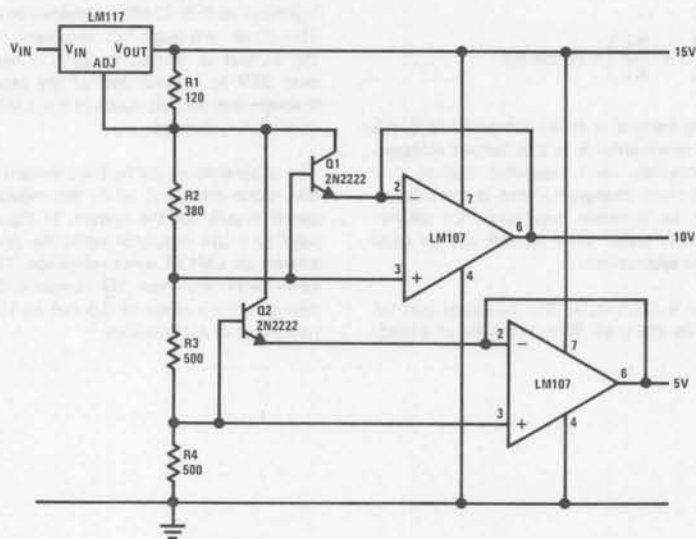 LM117
VIN
VIN
VOUT
ADJ
15V
R1
120
Q1
2N2222
2
−
7
R2
380
LM107
6
10V
3
+
4
Q2
2N2222
2
−
7
R3
500
LM107
6
5V
3
+
4
R4
500